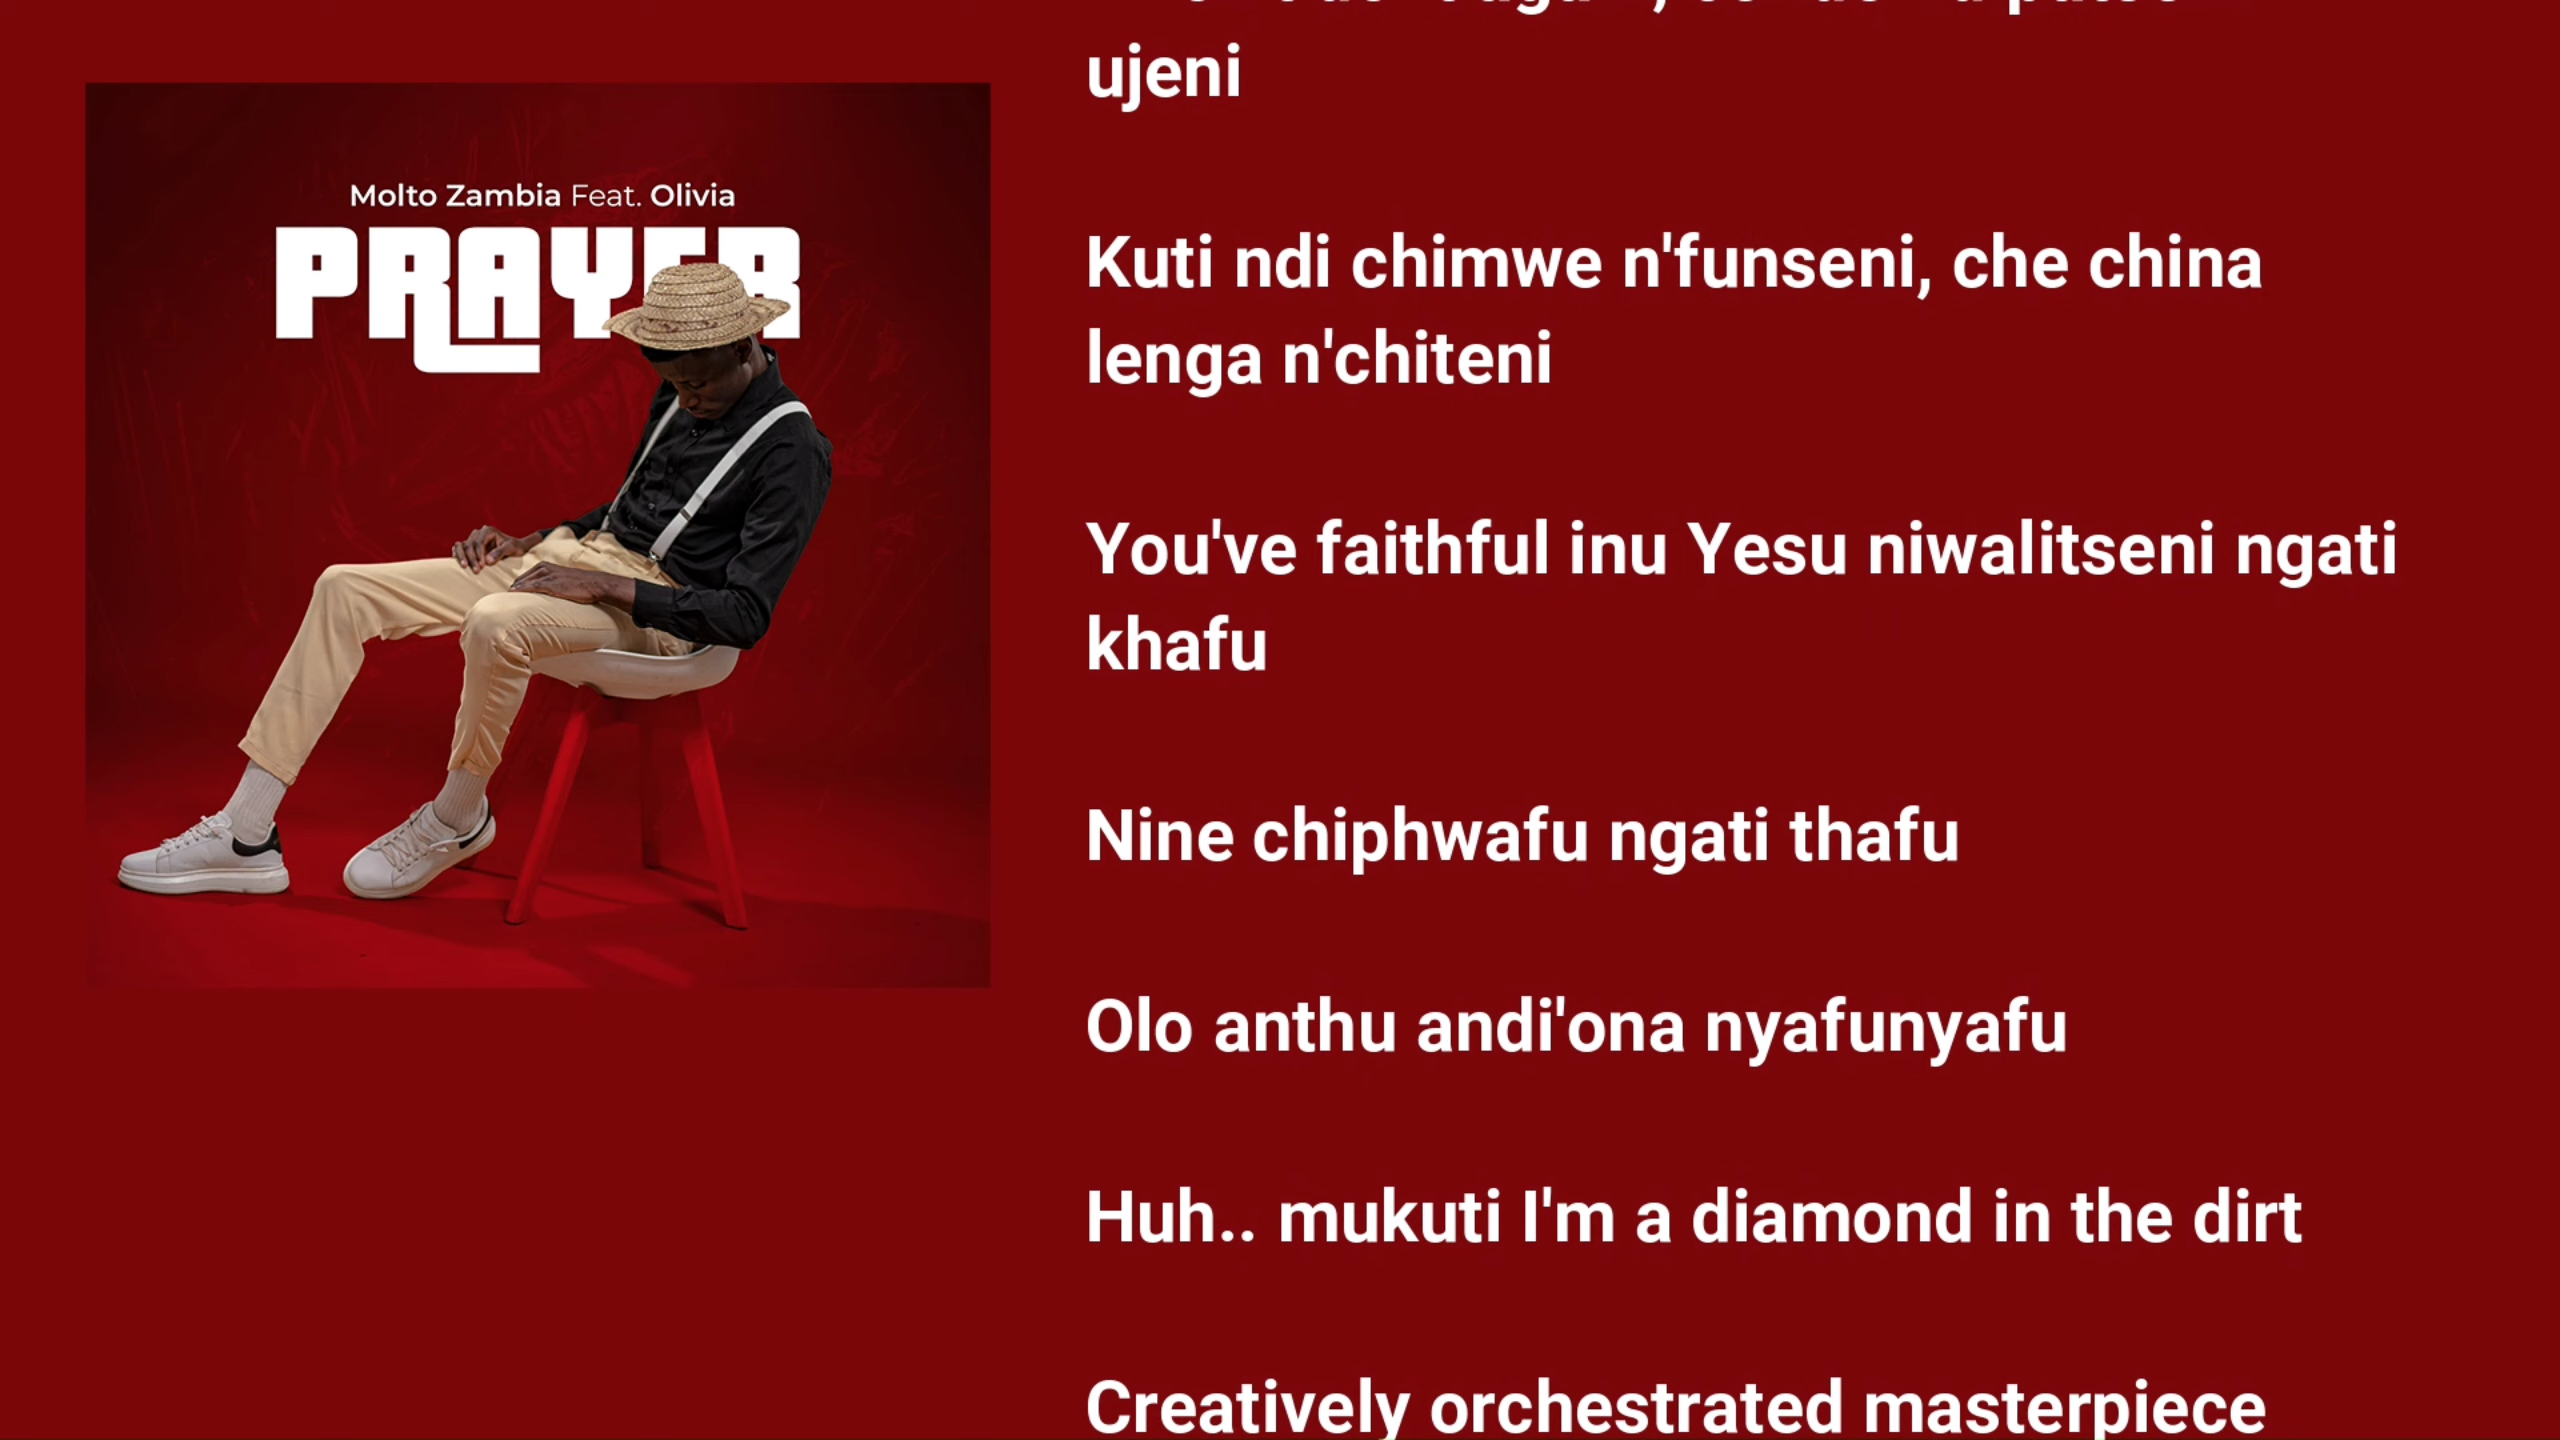 Molto Zambia Feat. Olivia
PRAYER
ujeni
Kuti ndi chimwe n'funseni, che china
lenga n'chiteni
You've faithful inu Yesu niwalitseni ngati
khafu
Nine chiphwafu ngati thafu
Olo anthu andi'ona nyafunyafu
Huh.. mukuti I'm a diamond in the dirt
Creatively orchestrated masterpiece